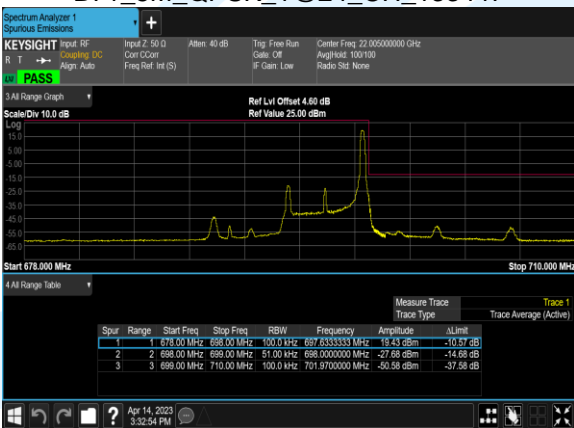 Spectrum Analyzer 1
Spurious Emissions
+
KEYSIGHT Input: RF Input Z: 50 Ω Atten: 40 dB Trig: Free Run Center Freq: 22.005000000 GHz
R T Coupling: DC Corr CCorr Gate: Off Avg|Hold: 100/100
Align: Auto Freq Ref: Int (S) IF Gain: Low Radio Std: None
PASS
3 All Range Graph Ref Lvl Offset 4.60 dB
Scale/Div 10.0 dB Ref Value 25.00 dBm
Log
15.0
5.00
-5.00
-15.0
-25.0
-35.0
-45.0
-55.0
-65.0
Start 678.000 MHz Stop 710.000 MHz
4 All Range Table
Measure Trace Trace 1
Trace Type Trace Average (Active)
Spur Range Start Freq Stop Freq RBW Frequency Amplitude ΔLimit
1 1 678.00 MHz 698.00 MHz 100.0 kHz 697.6333333 MHz 19.43 dBm -10.57 dB
2 2 698.00 MHz 699.00 MHz 51.00 kHz 698.0000000 MHz -27.68 dBm -14.68 dB
3 3 699.00 MHz 710.00 MHz 100.0 kHz 701.9700000 MHz -50.58 dBm -37.58 dB
? Apr 14, 2023
3:32:54 PM